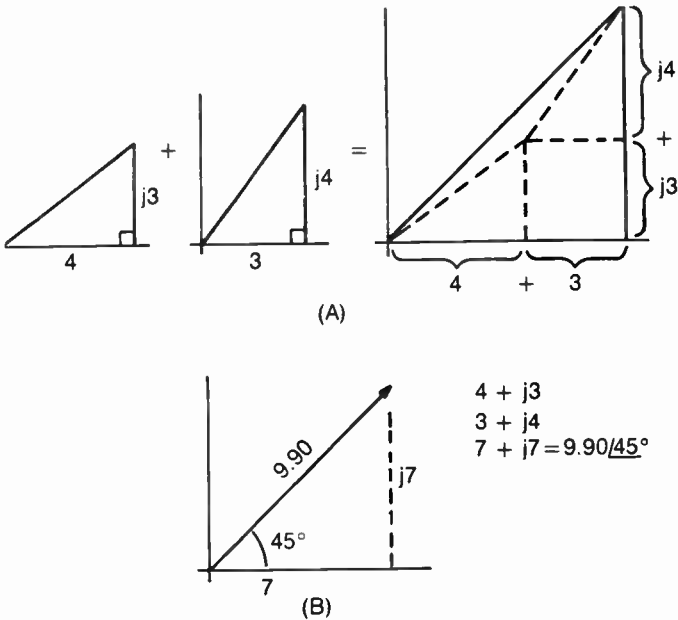 j3
4
+
j4
3
=
j4
+
j3
4 + 3
(A)
9.90
45°
j7
7
4 + j3
3 + j4
7 + j7 = 9.90/45°
(B)